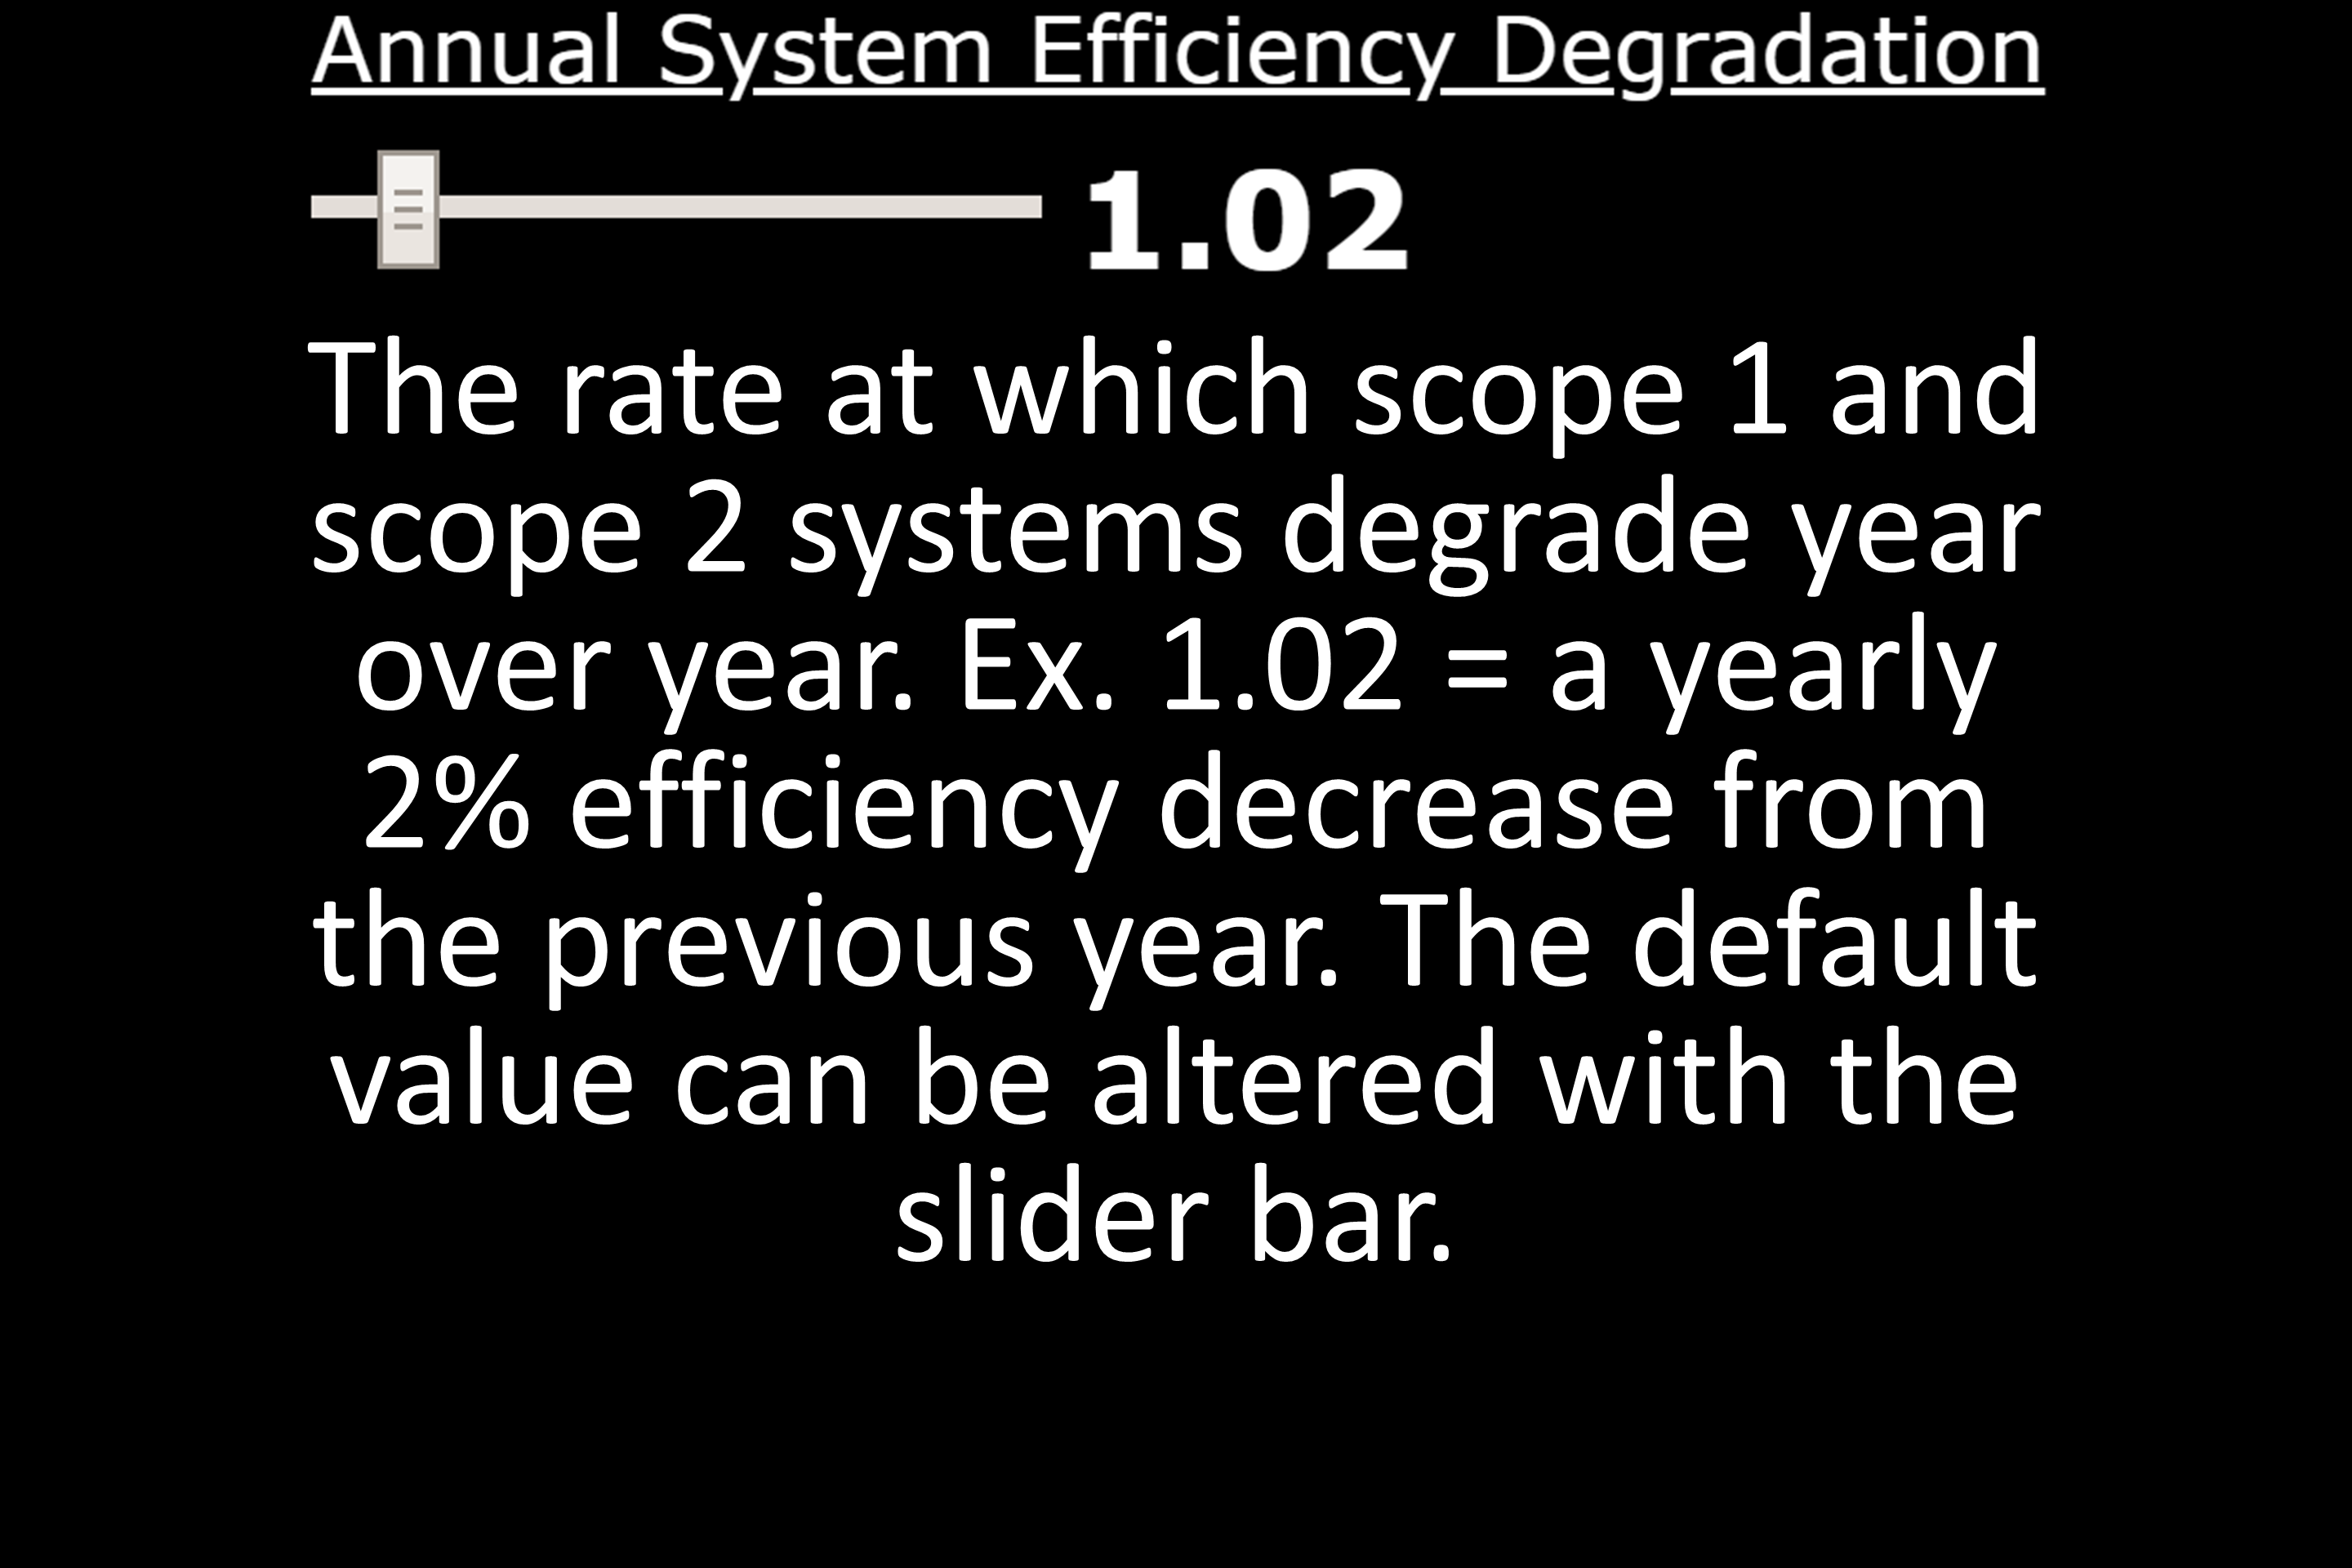 Annual System Efficiency Degradation
1.02
The rate at which scope 1 and
scope 2 systems degrade year
over year. Ex. 1.02 = a yearly
2% efficiency decrease from
the previous year. The default
value can be altered with the
slider bar.